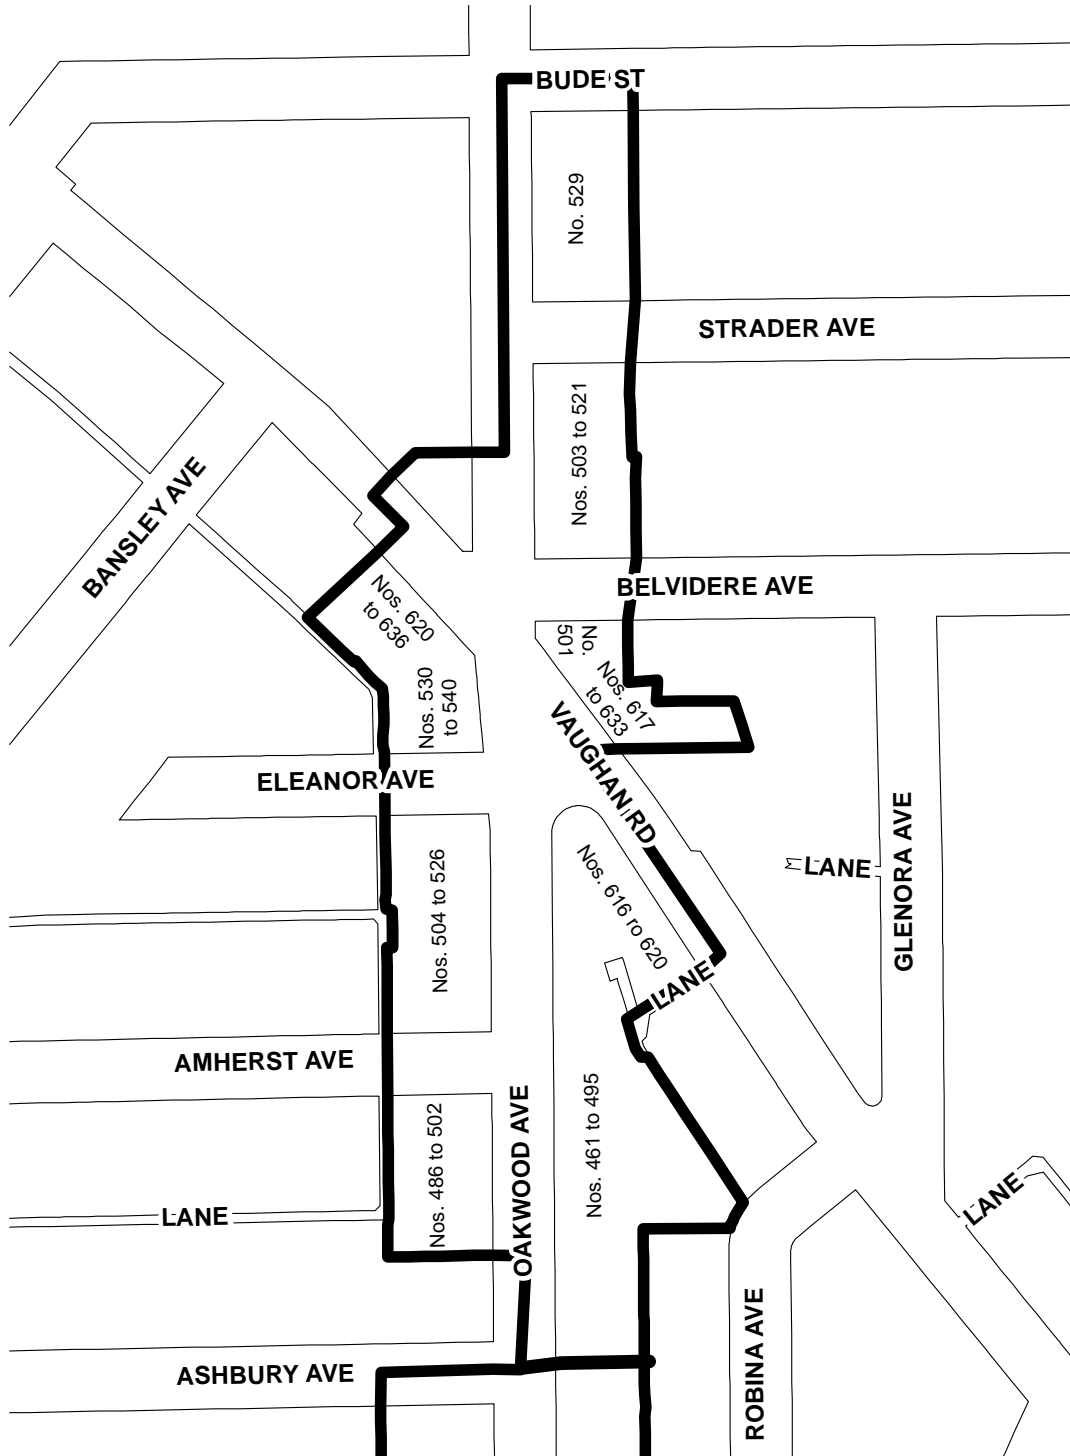 BUDE ST
No. 529
STRADER AVE
Nos. 503 to 521
BANSLEY AVE
BELVIDERE AVE
Nos. 620
to 636
No.
501
Nos. 617
to 633
Nos. 530
to 540
VAUGHAN RD
ELEANOR AVE
GLENORA AVE
LANE
Nos. 504 to 526
Nos. 616 ro 620
LANE
AMHERST AVE
OAKWOOD AVE
Nos. 461 to 495
Nos. 486 to 502
LANE
LANE
ROBINA AVE
ASHBURY AVE